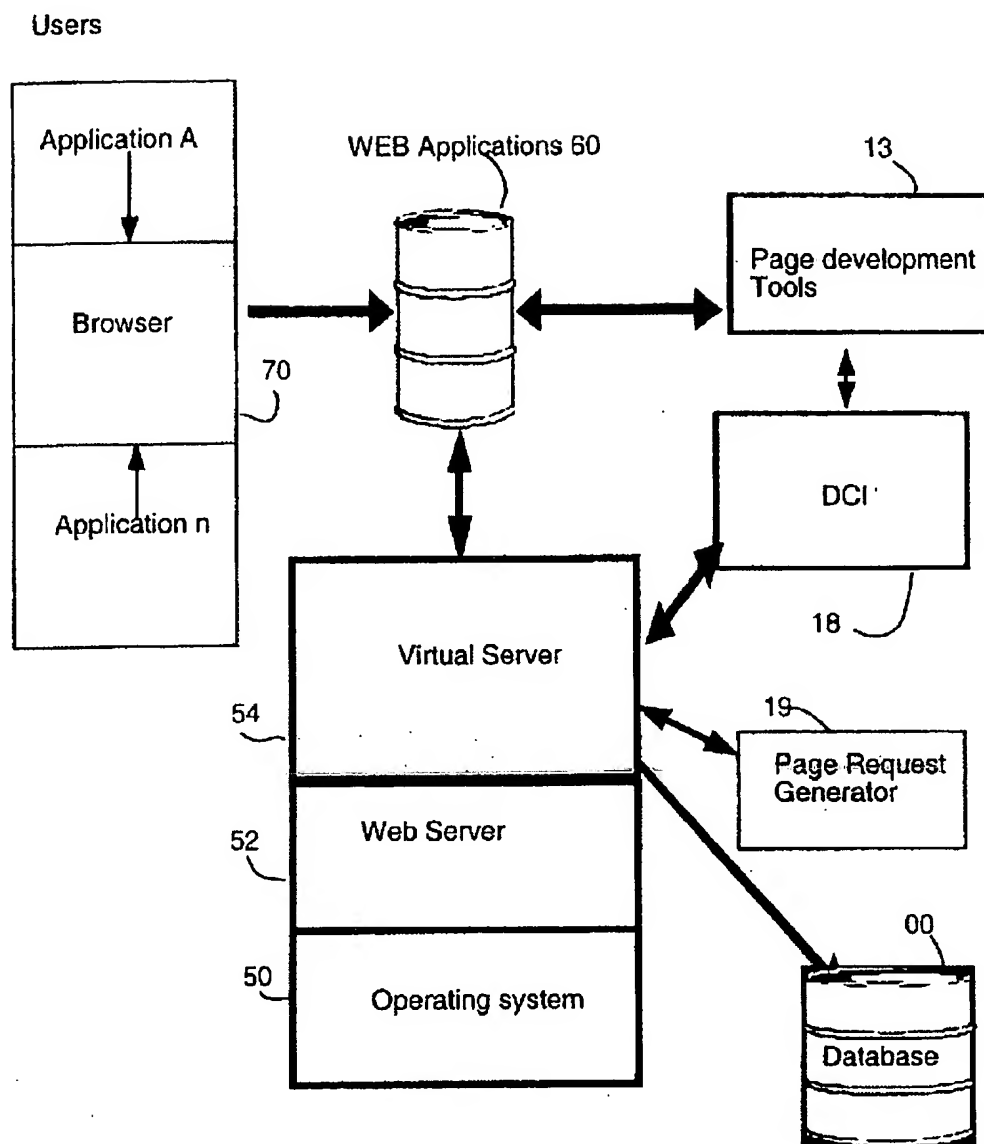 Users
Application A
WEB Applications 60
13
Page development
Tools
Browser
70
DCI
Application n
18
Virtual Server
54
19
Page Request
Generator
Web Server
52
00
50
Operating system
Database